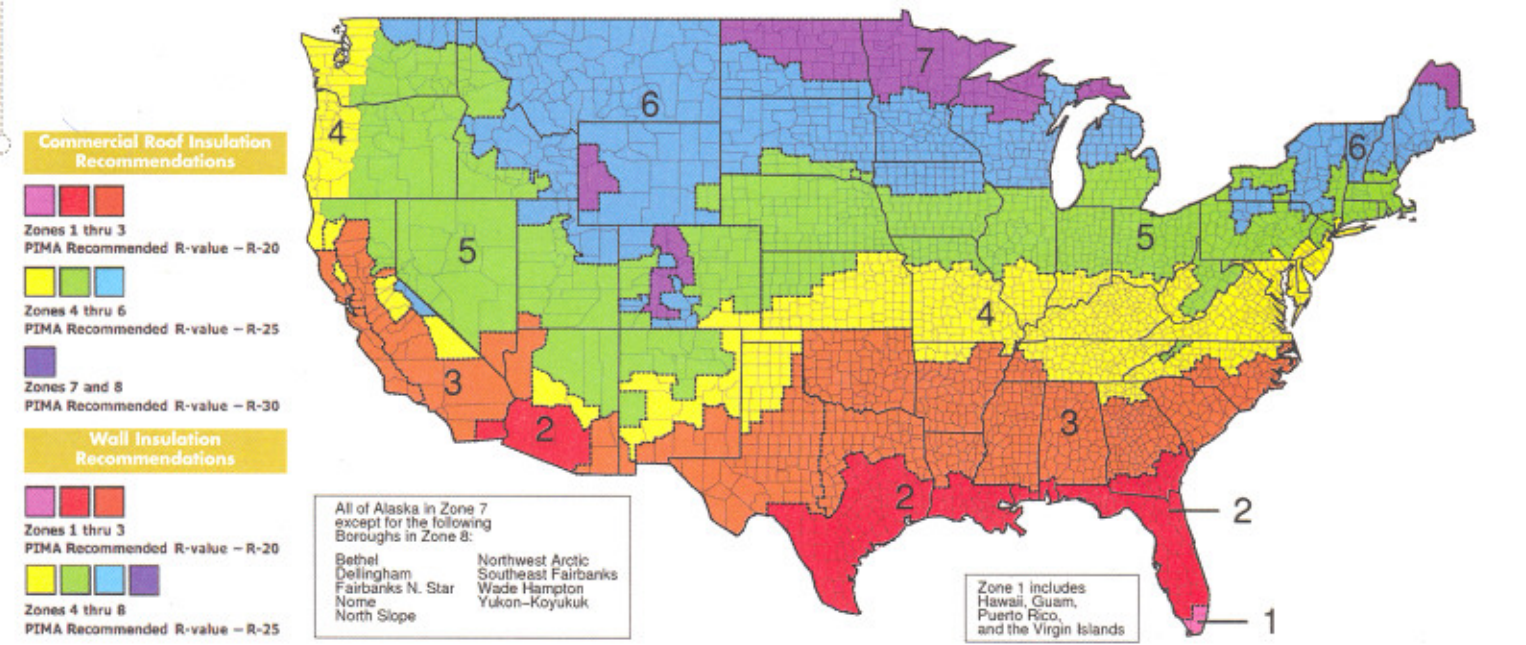 Commercial Roof Insulation
Recommendations
Zones 1 thru 3
PIMA Recommended R-value – R-20
Zones 4 thru 6
PIMA Recommended R-value – R-25
Zones 7 and 8
PIMA Recommended R-value – R-30
Wall Insulation
Recommendations
Zones 1 thru 3
PIMA Recommended R-value – R-20
Zones 4 thru 8
PIMA Recommended R-value – R-25
7
6
4
6
5
5
4
3
3
2
2
2
1
All of Alaska in Zone 7
except for the following
Boroughs in Zone 8:
Bethel
Dellingham
Fairbanks N. Star
Nome
North Slope
Northwest Arctic
Southeast Fairbanks
Wade Hampton
Yukon–Koyukuk
Zone 1 includes
Hawaii, Guam,
Puerto Rico,
and the Virgin Islands